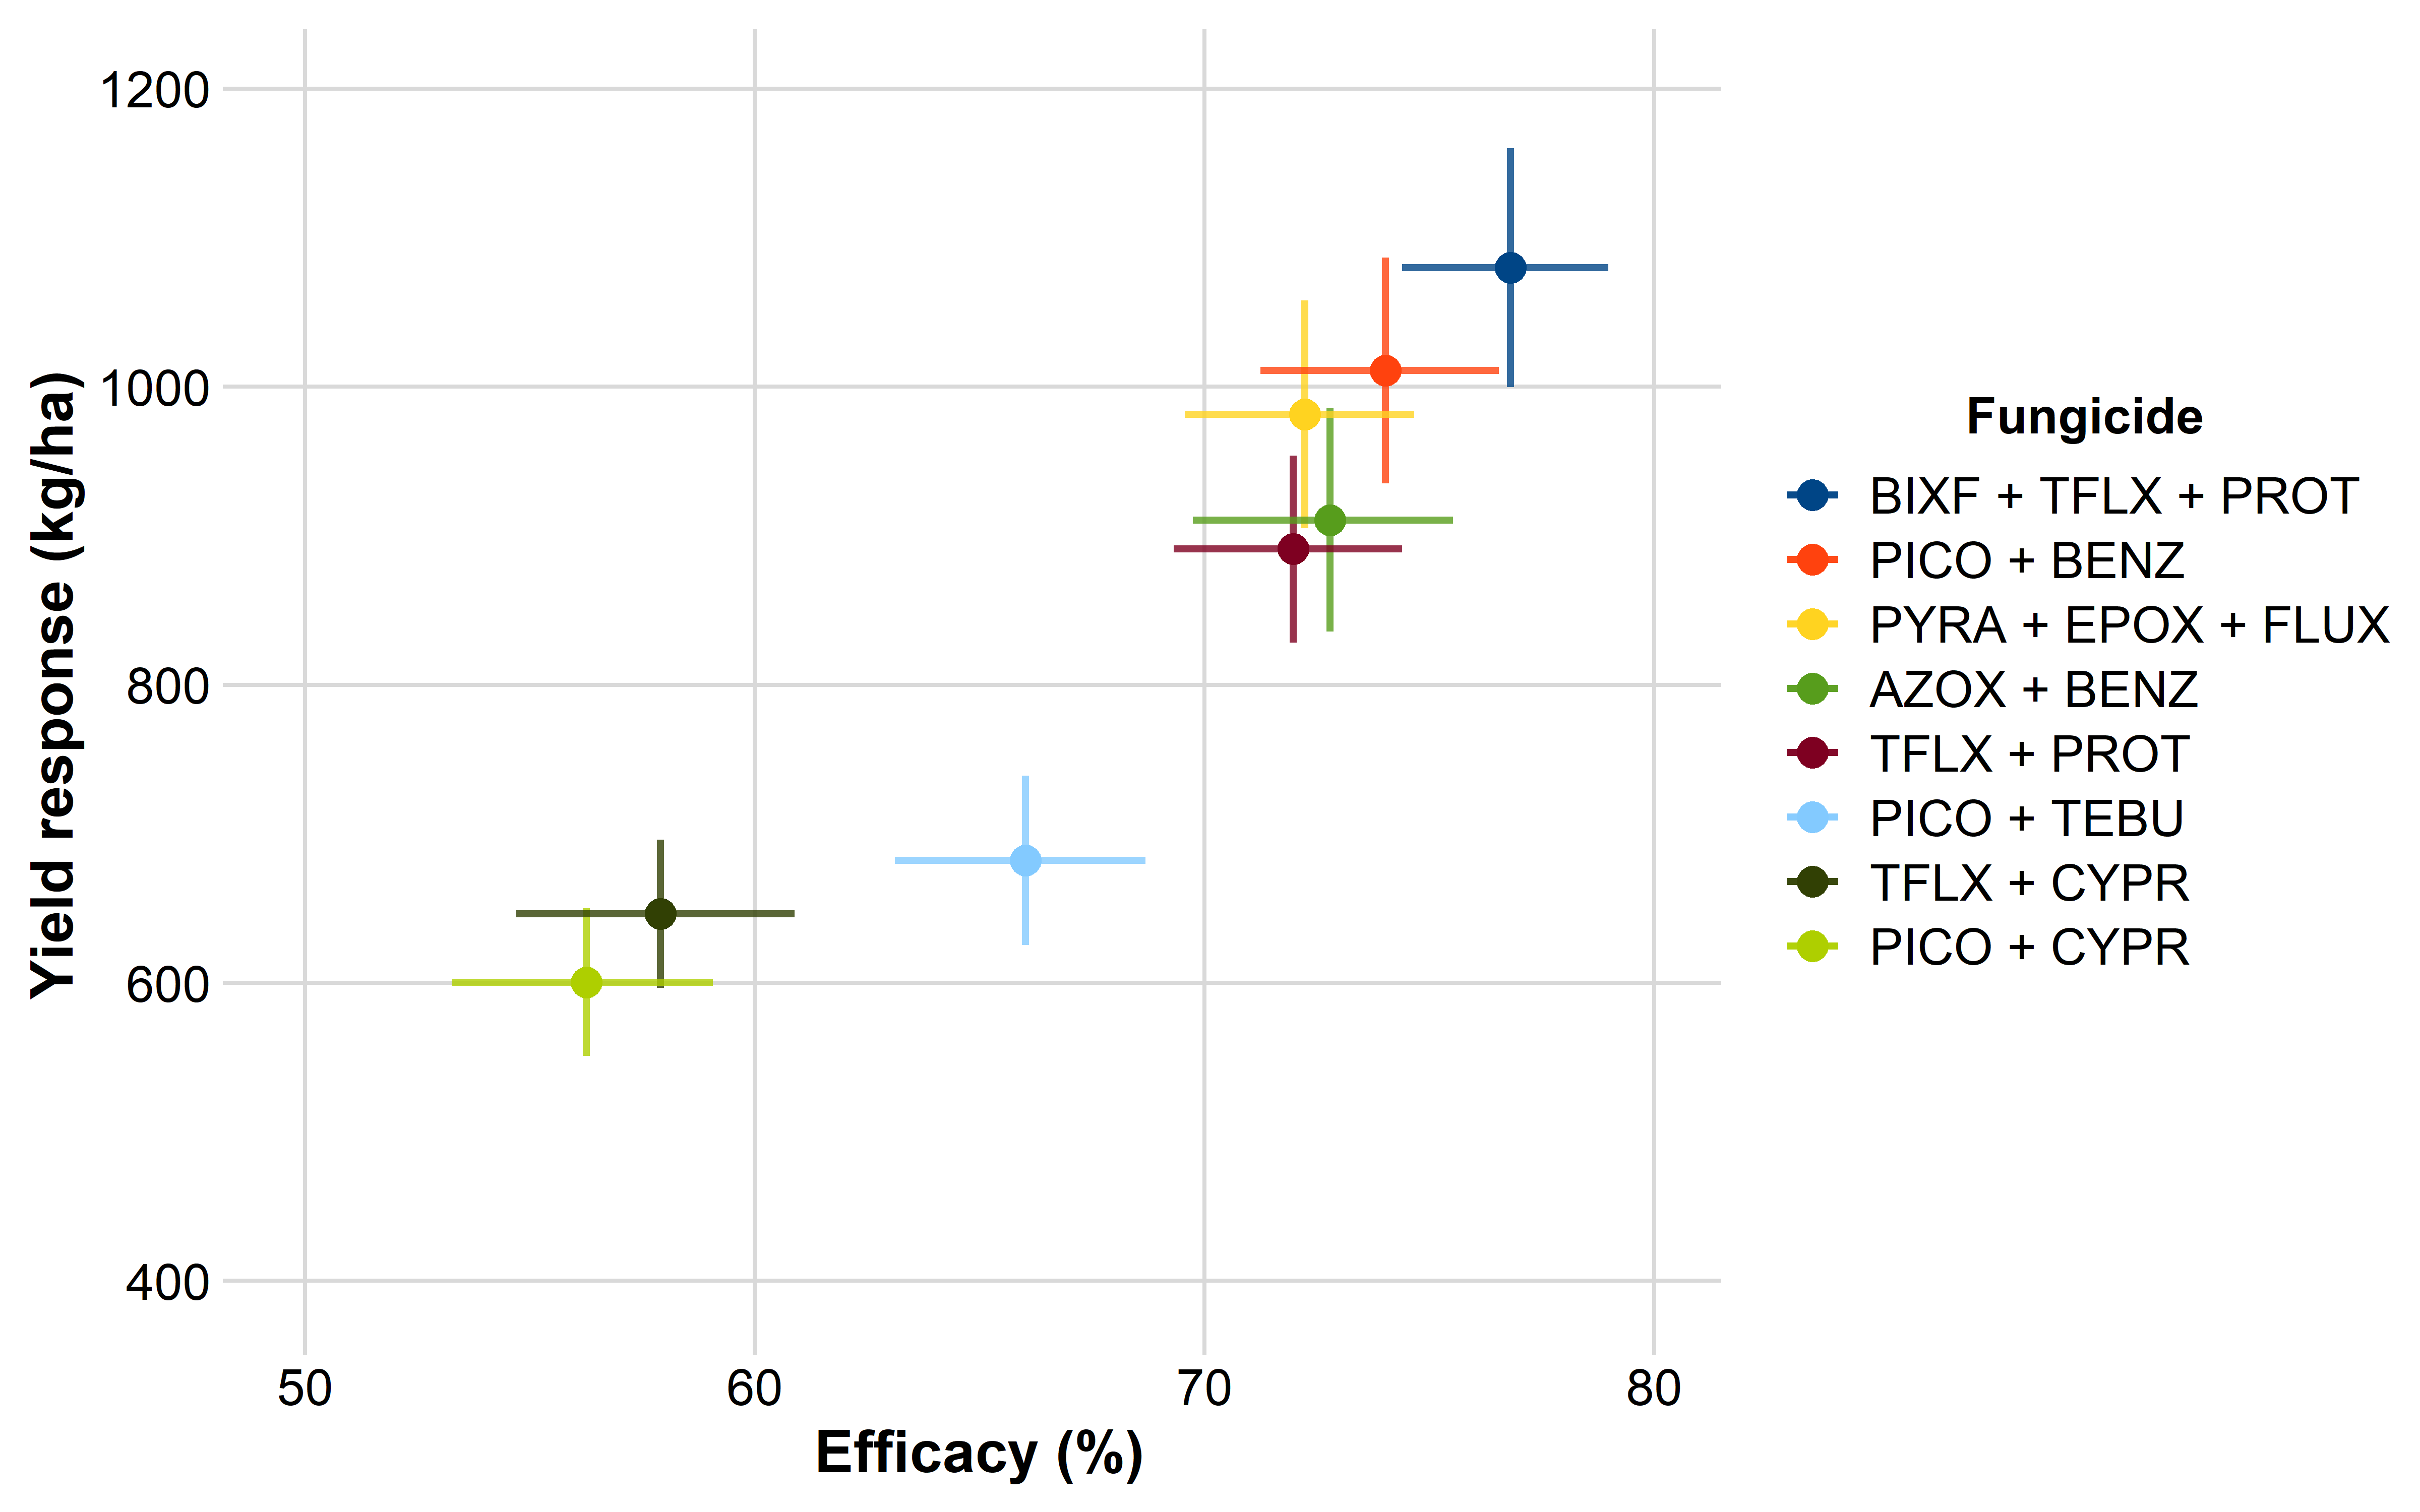 1200
1000
800
600
400
Yield response (kg/ha)
50 60 70 80
Efficacy (%)
Fungicide
BIXF + TFLX + PROT
PICO + BENZ
PYRA + EPOX + FLUX
AZOX + BENZ
TFLX + PROT
PICO + TEBU
TFLX + CYPR
PICO + CYPR